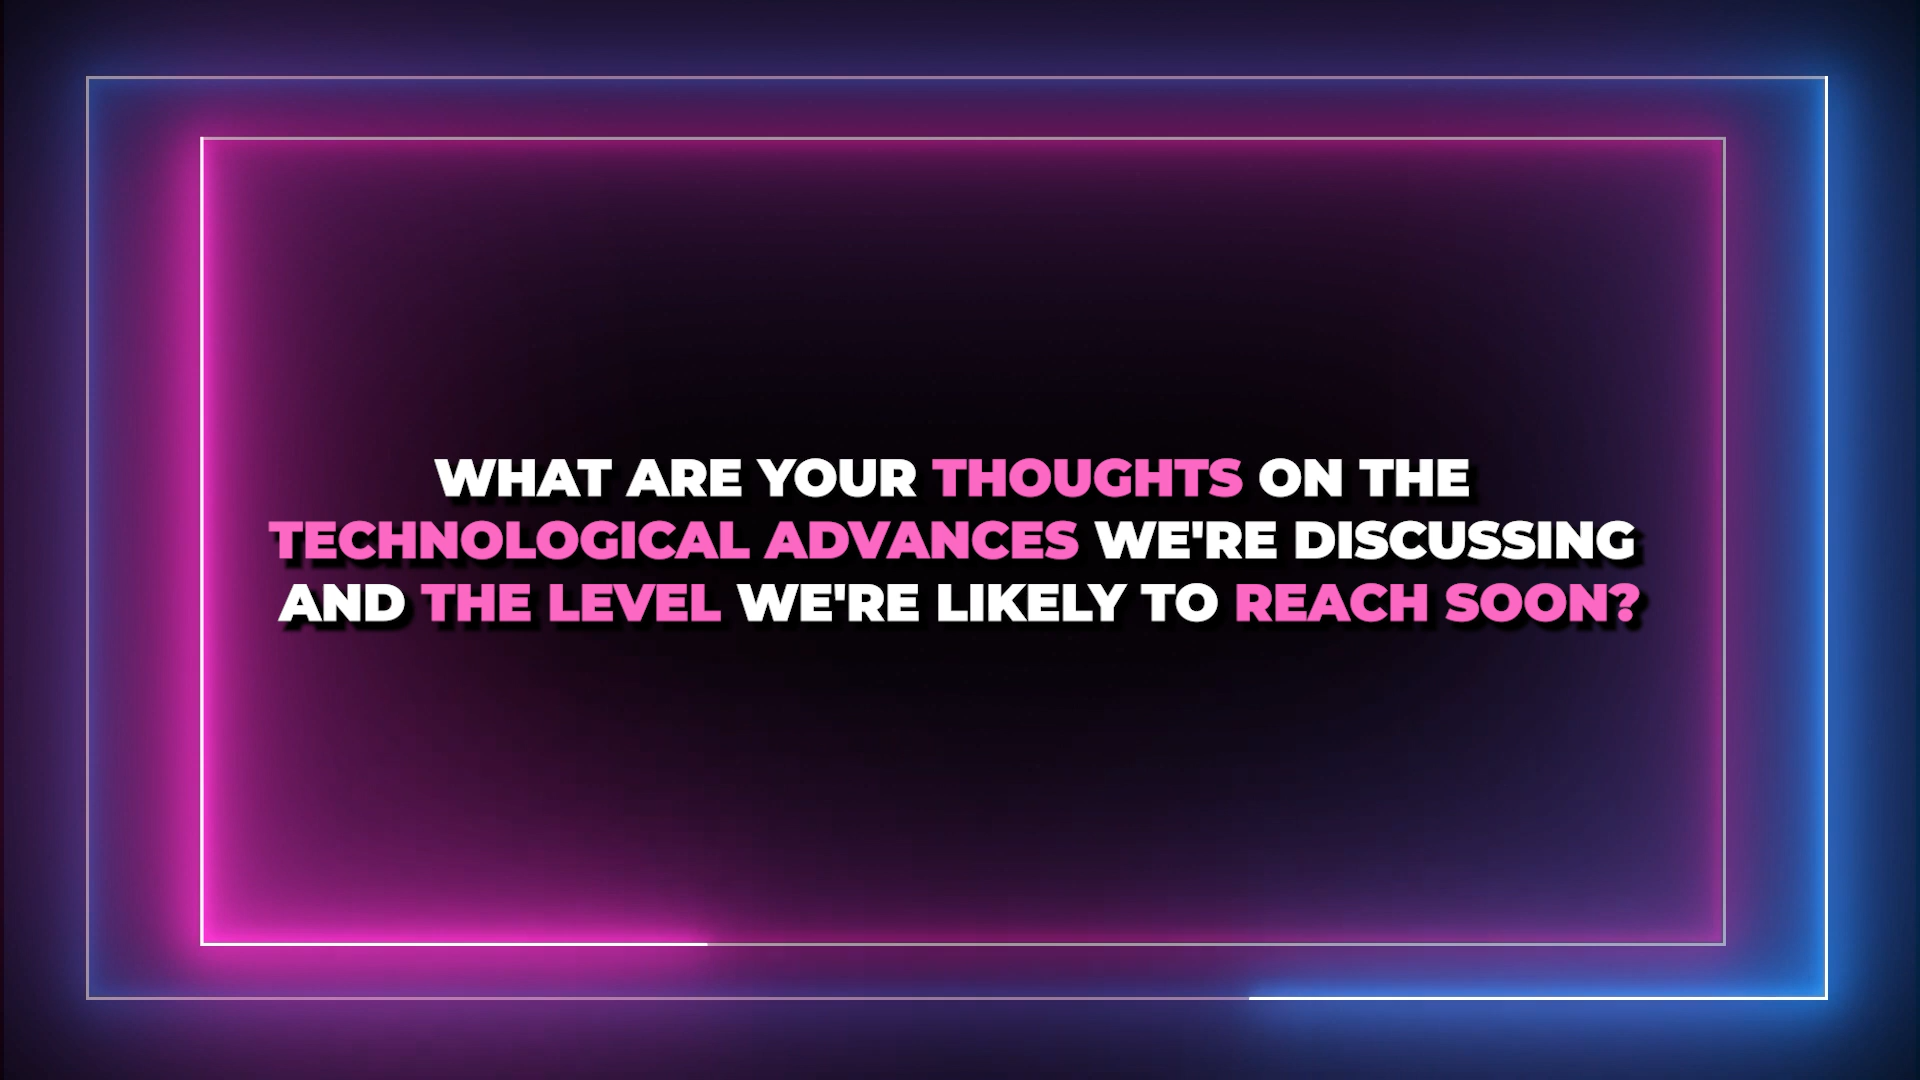 WHAT ARE YOUR THOUGHTS ON THE
TECHNOLOGICAL ADVANCES WE'RE DISCUSSING
AND THE LEVEL WE'RE LIKELY TO REACH SOON?